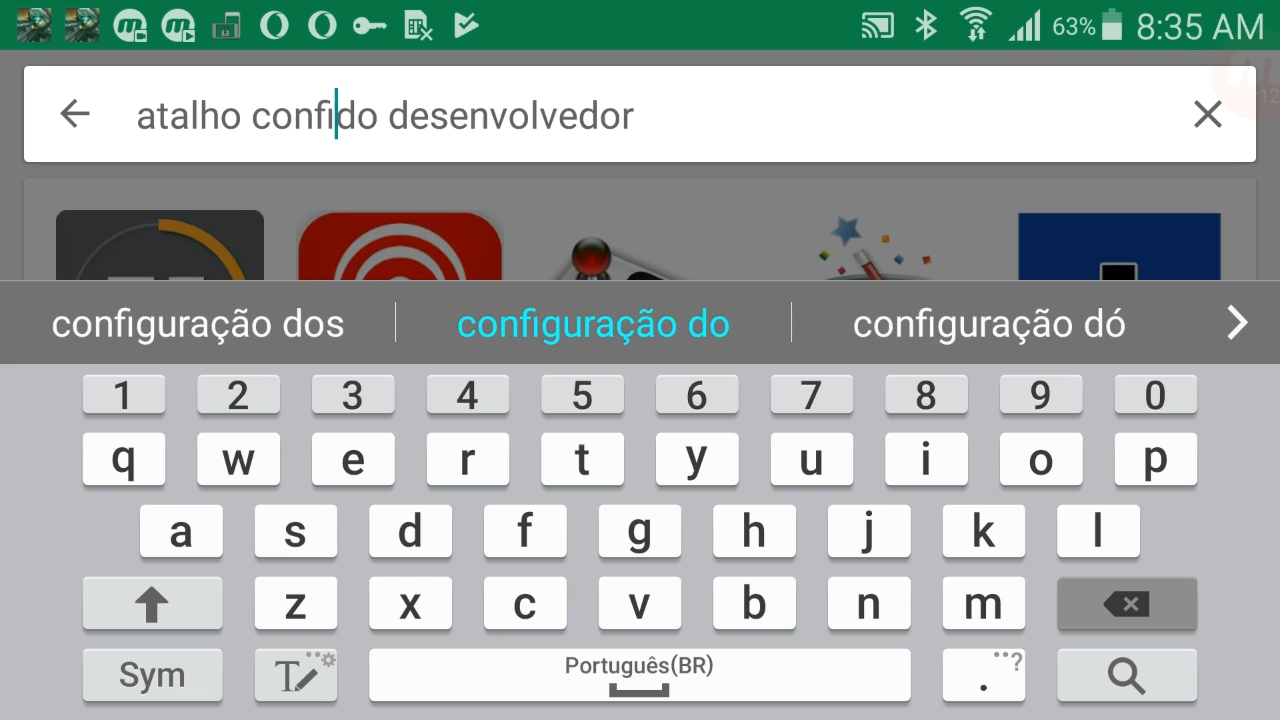 63% 8:35 AM
atalho confido desenvolvedor
12
configuração dos configuração do configuração dó
1 2 3 4 5 6 7 8 9 0
q w e r t y u i o p
a s d f g h j k l
z x c v b n m
Sym T Português(BR) . ?